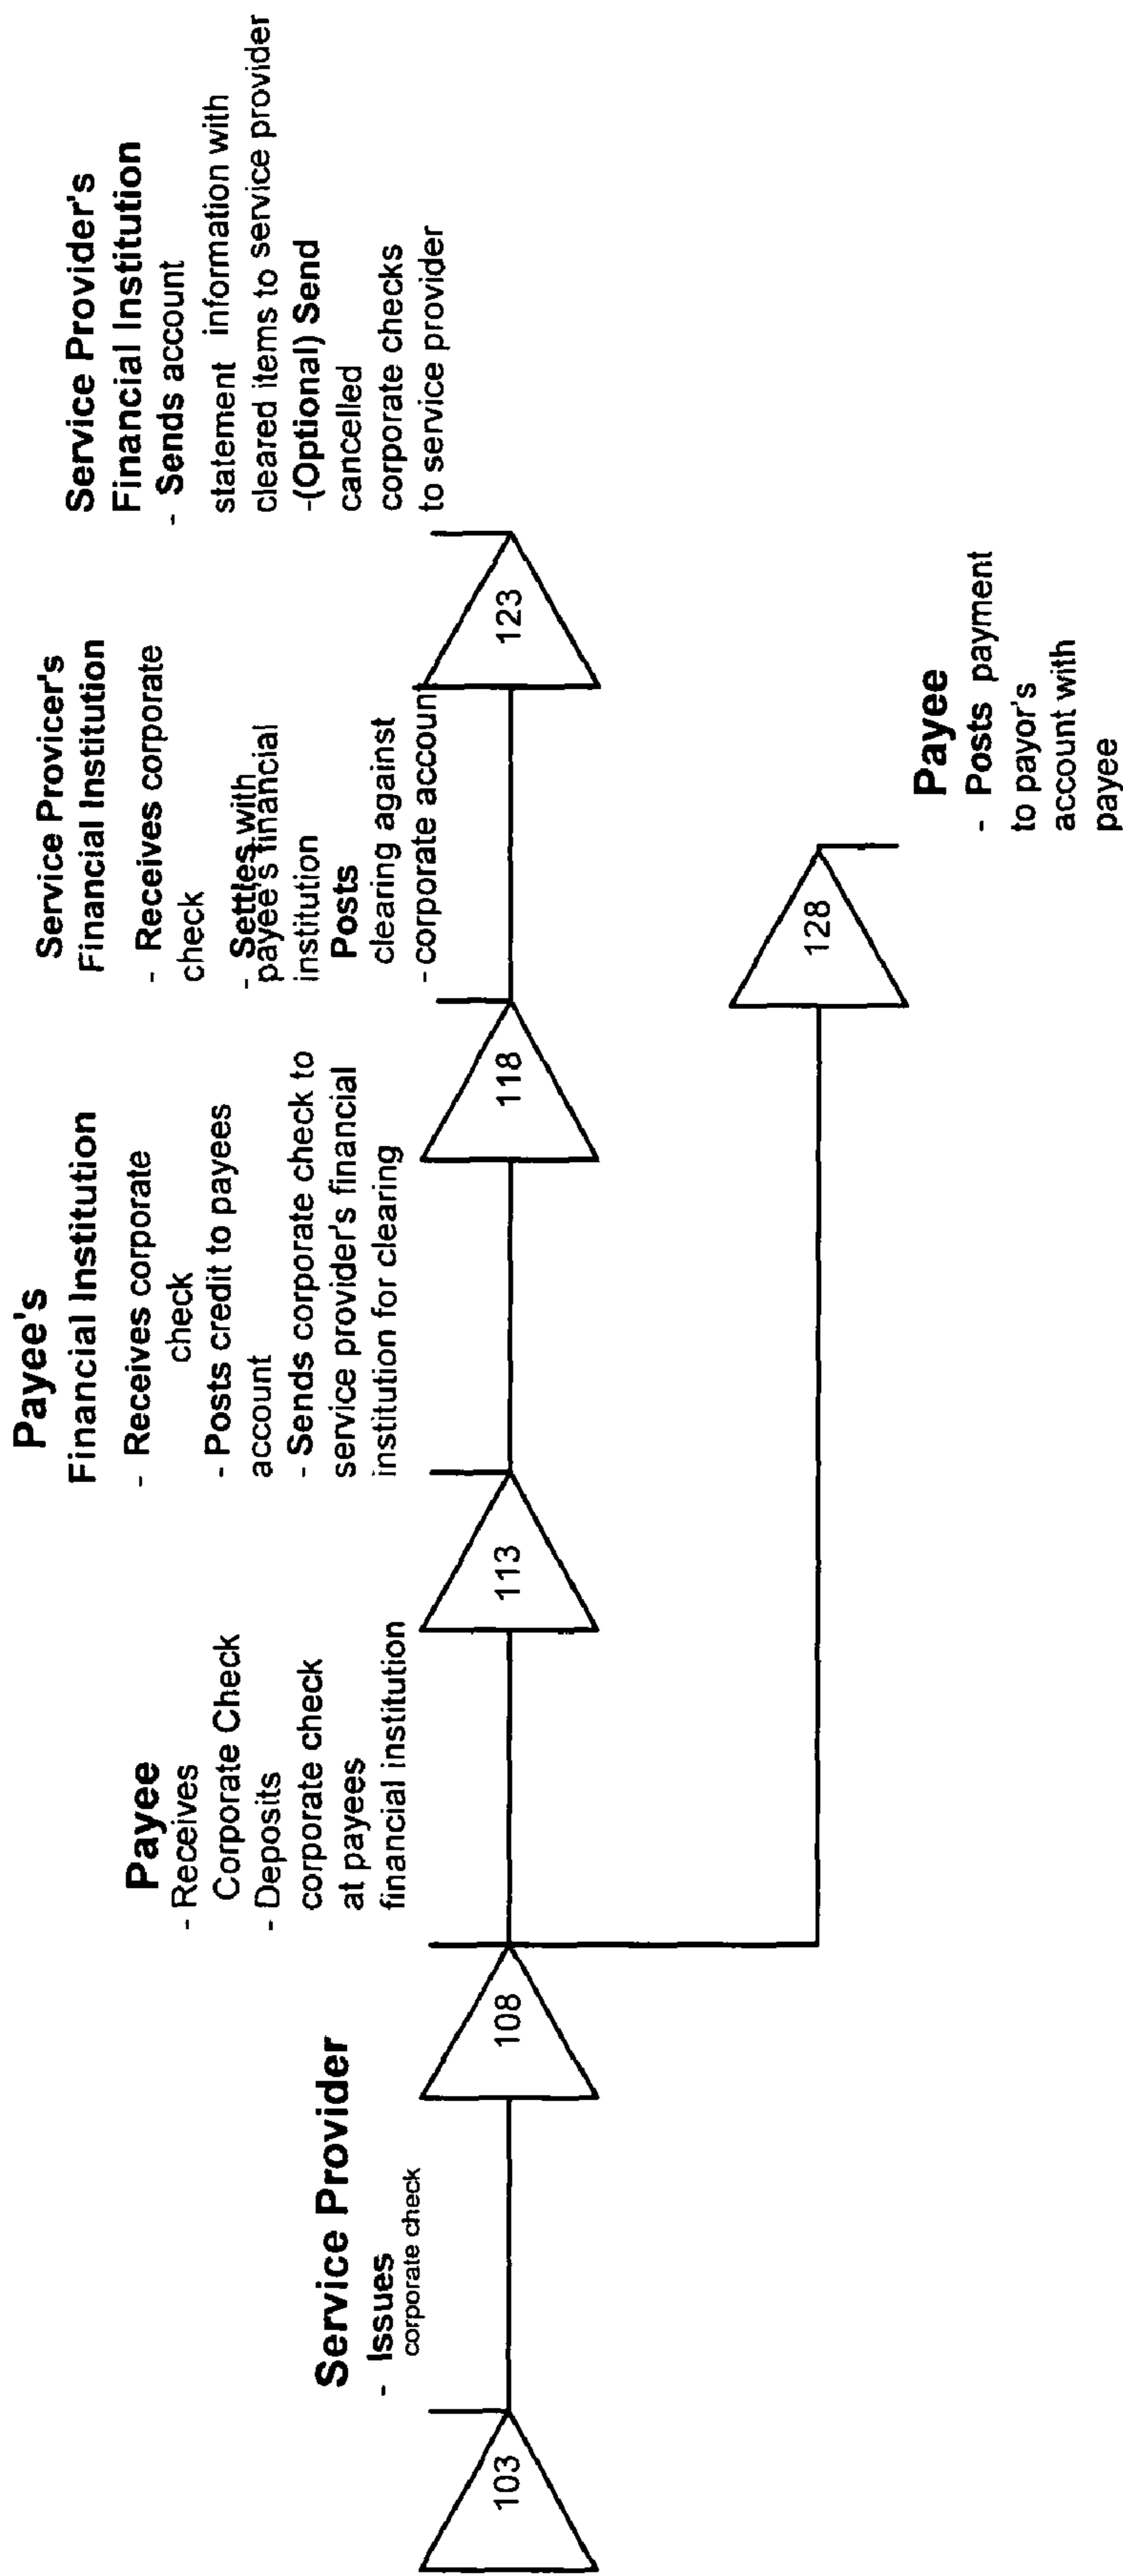 Service Provider
- Issues
corporate check
Payee
- Receives
Corporate Check
- Deposits
corporate check
at payees
financial institution
Payee's
Financial Institution
- Receives corporate
check
- Posts credit to payees
account
- Sends corporate check to
service provider's financial
institution for clearing
Service Provicer's
Financial Institution
- Receives corporate
check
- Settles with
payee's financial
institution
Posts
clearing against
- corporate accoun
Service Provider's
Financial Institution
- Sends account
statement information with
cleared items to service provider
-(Optional) Send
cancelled
corporate checks
to service provider
103
108
113
118
123
128
Payee
- Posts payment
to payor's
account with
payee